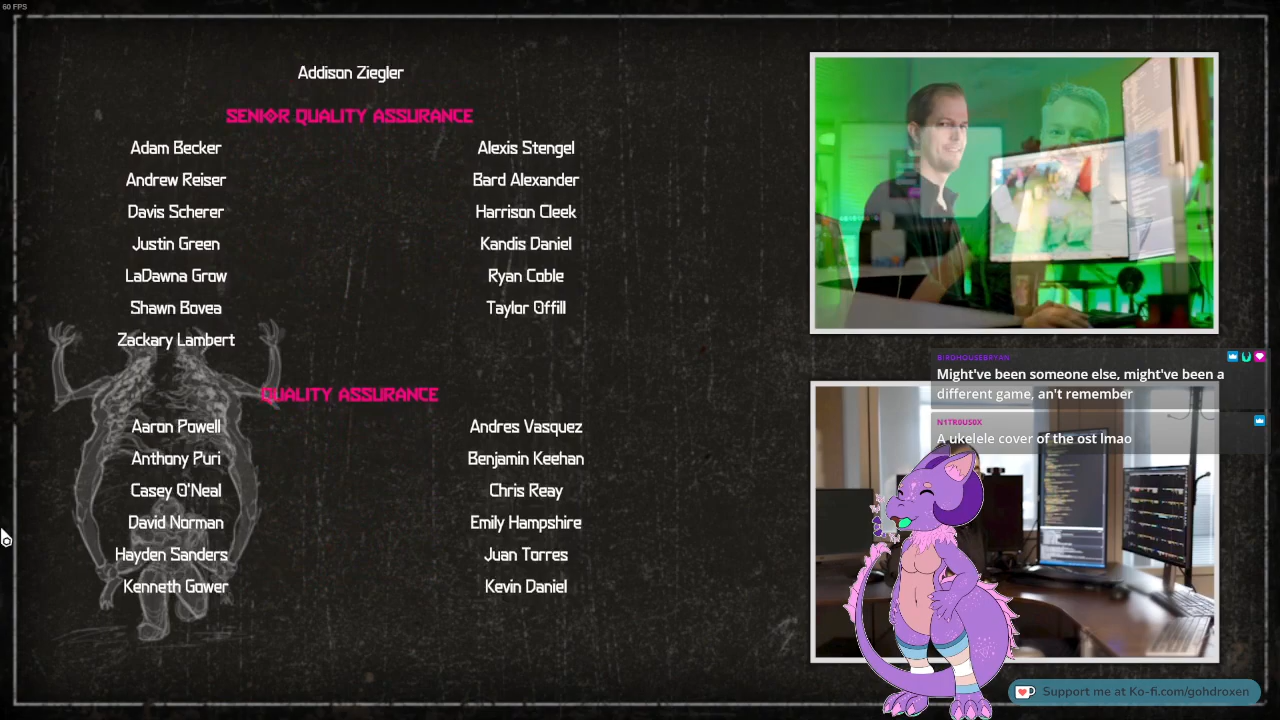 60 FPS
Addison Ziegler
SENIOR QUALITY ASSURANCE
Adam Becker
Alexis Stengel
Andrew Reiser
Bard Alexander
Davis Scherer
Harrison Cleek
Justin Green
Kandis Daniel
LaDawna Grow
Ryan Coble
Shawn Bovea
Taylor Offill
Zackary Lambert
QUALITY ASSURANCE
Aaron Powell
Andres Vasquez
Anthony Puri
Benjamin Keehan
Casey O'Neal
Chris Reay
David Norman
Emily Hampshire
Hayden Sanders
Juan Torres
Kenneth Gower
Kevin Daniel
BIRDHOUSEBRYAN
Might've been someone else, might've been a
different game, an't remember
N1TR0US0X
A ukelele cover of the ost lmao
Support me at Ko-fi.com/gohdroxen